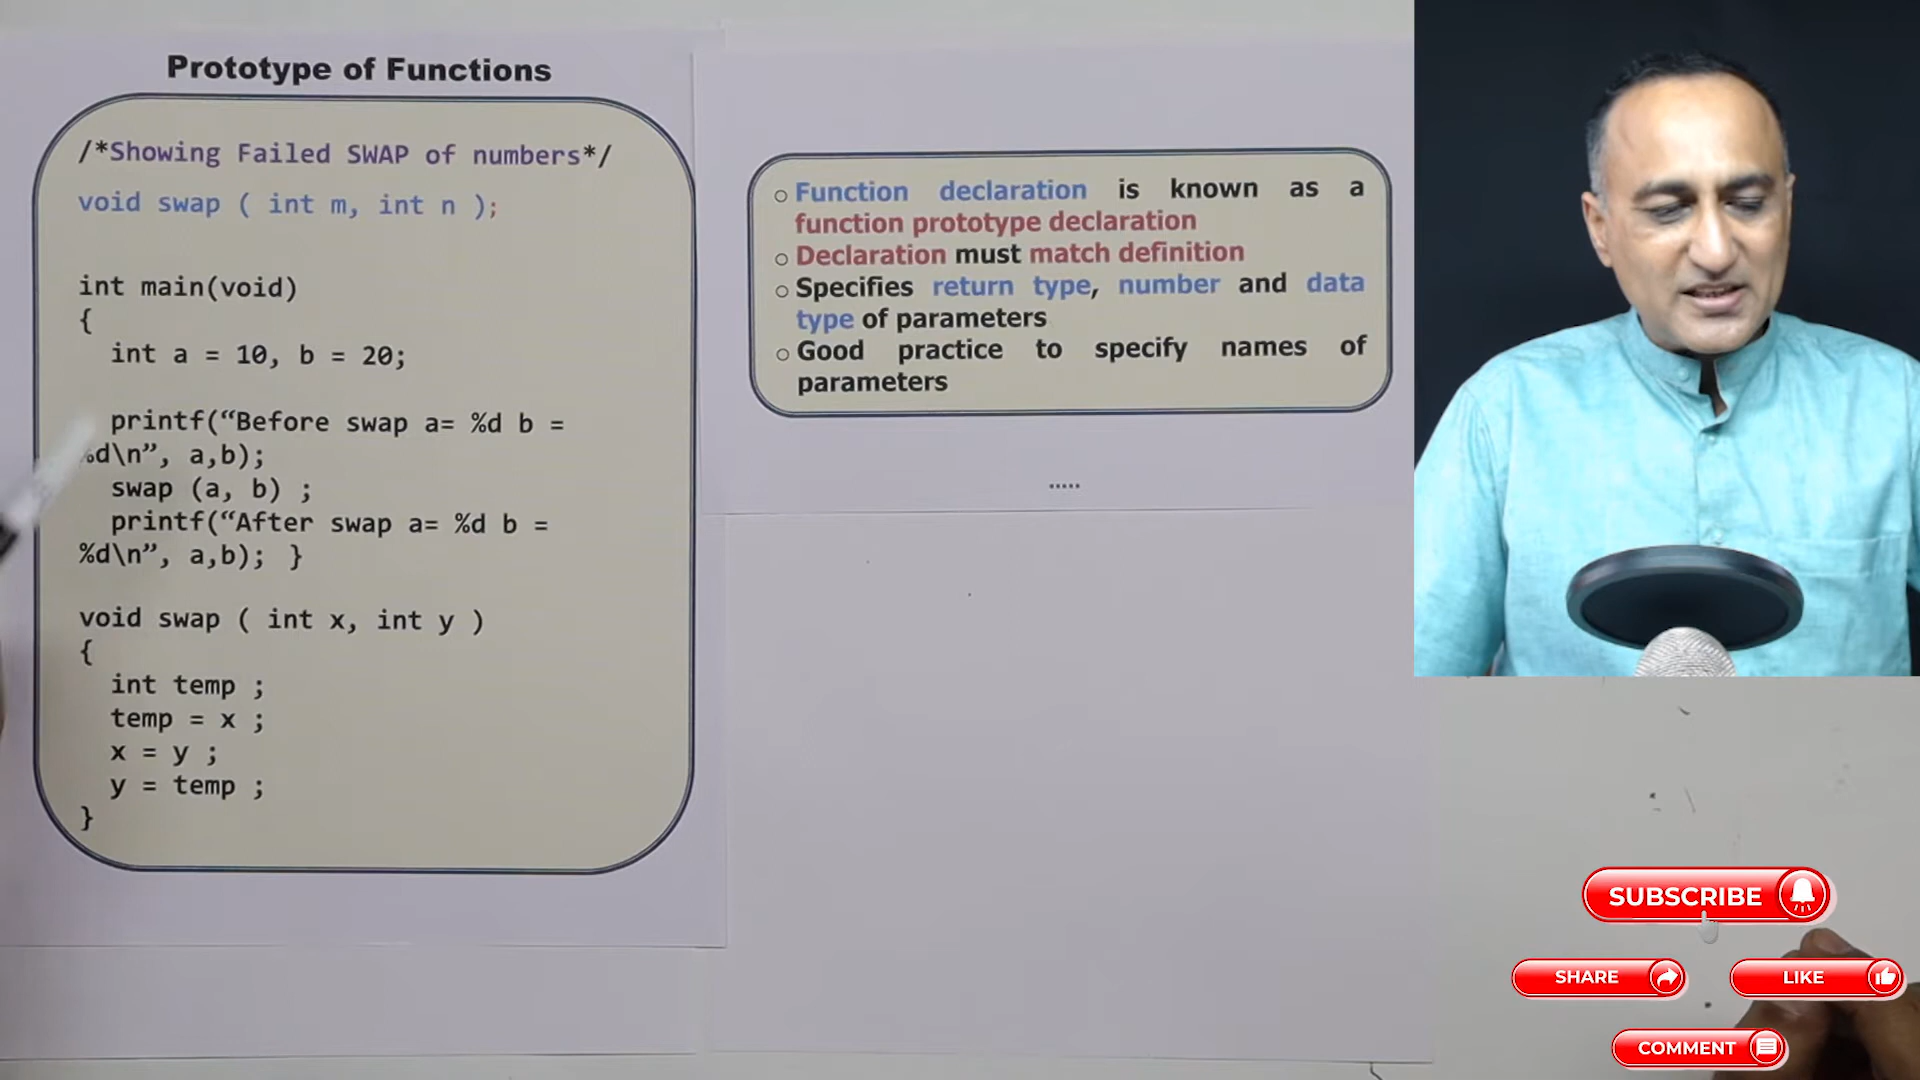 Prototype of Functions
/*Showing Failed SWAP of numbers*/
void swap ( int m, int n );
int main(void)
{
int a = 10, b = 20;
printf(“Before swap a= %d b =
%d\n”, a,b);
swap (a, b) ;
printf(“After swap a= %d b =
%d\n”, a,b); }
void swap ( int x, int y )
{
int temp ;
temp = x ;
x = y ;
y = temp ;
}
Function declaration is known as a
function prototype declaration
Declaration must match definition
Specifies return type, number and data
type of parameters
Good practice to specify names of
parameters
.....
SUBSCRIBE
SHARE
LIKE
COMMENT